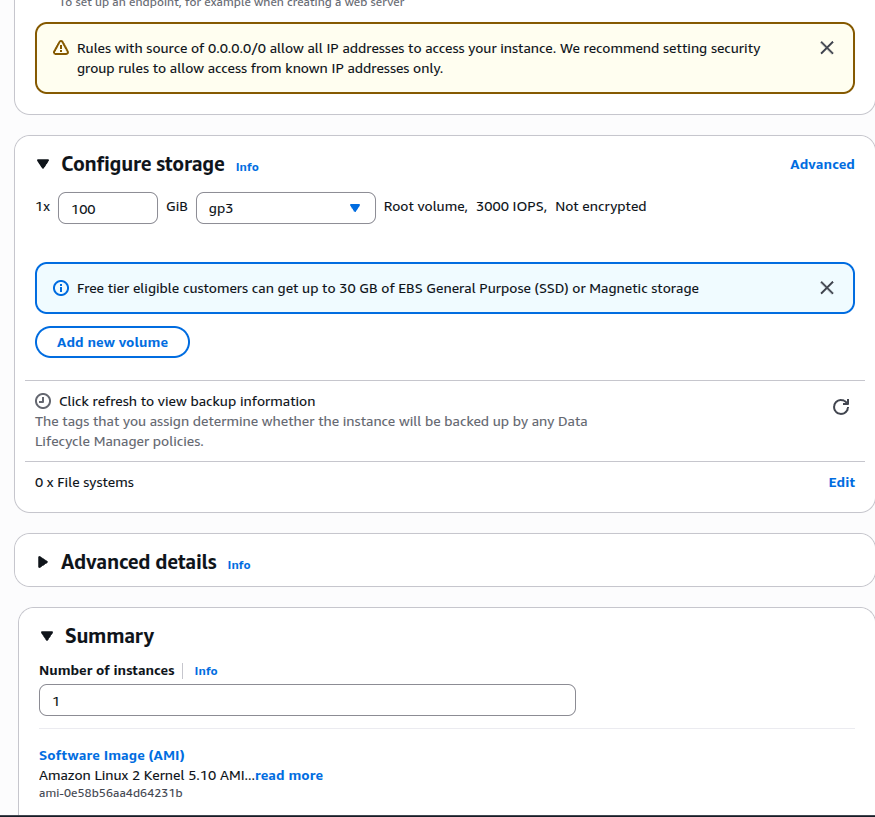 To set up an endpoint, for example when creating a web server
Rules with source of 0.0.0.0/0 allow all IP addresses to access your instance. We recommend setting security
group rules to allow access from known IP addresses only.
Configure storage Info Advanced
1x 100 GiB gp3 Root volume, 3000 IOPS, Not encrypted
Free tier eligible customers can get up to 30 GB of EBS General Purpose (SSD) or Magnetic storage
Add new volume
Click refresh to view backup information
The tags that you assign determine whether the instance will be backed up by any Data
Lifecycle Manager policies.
0 x File systems Edit
Advanced details Info
Summary
Number of instances Info
1
Software Image (AMI)
Amazon Linux 2 Kernel 5.10 AMI...read more
ami-0e58b56aa4d64231b